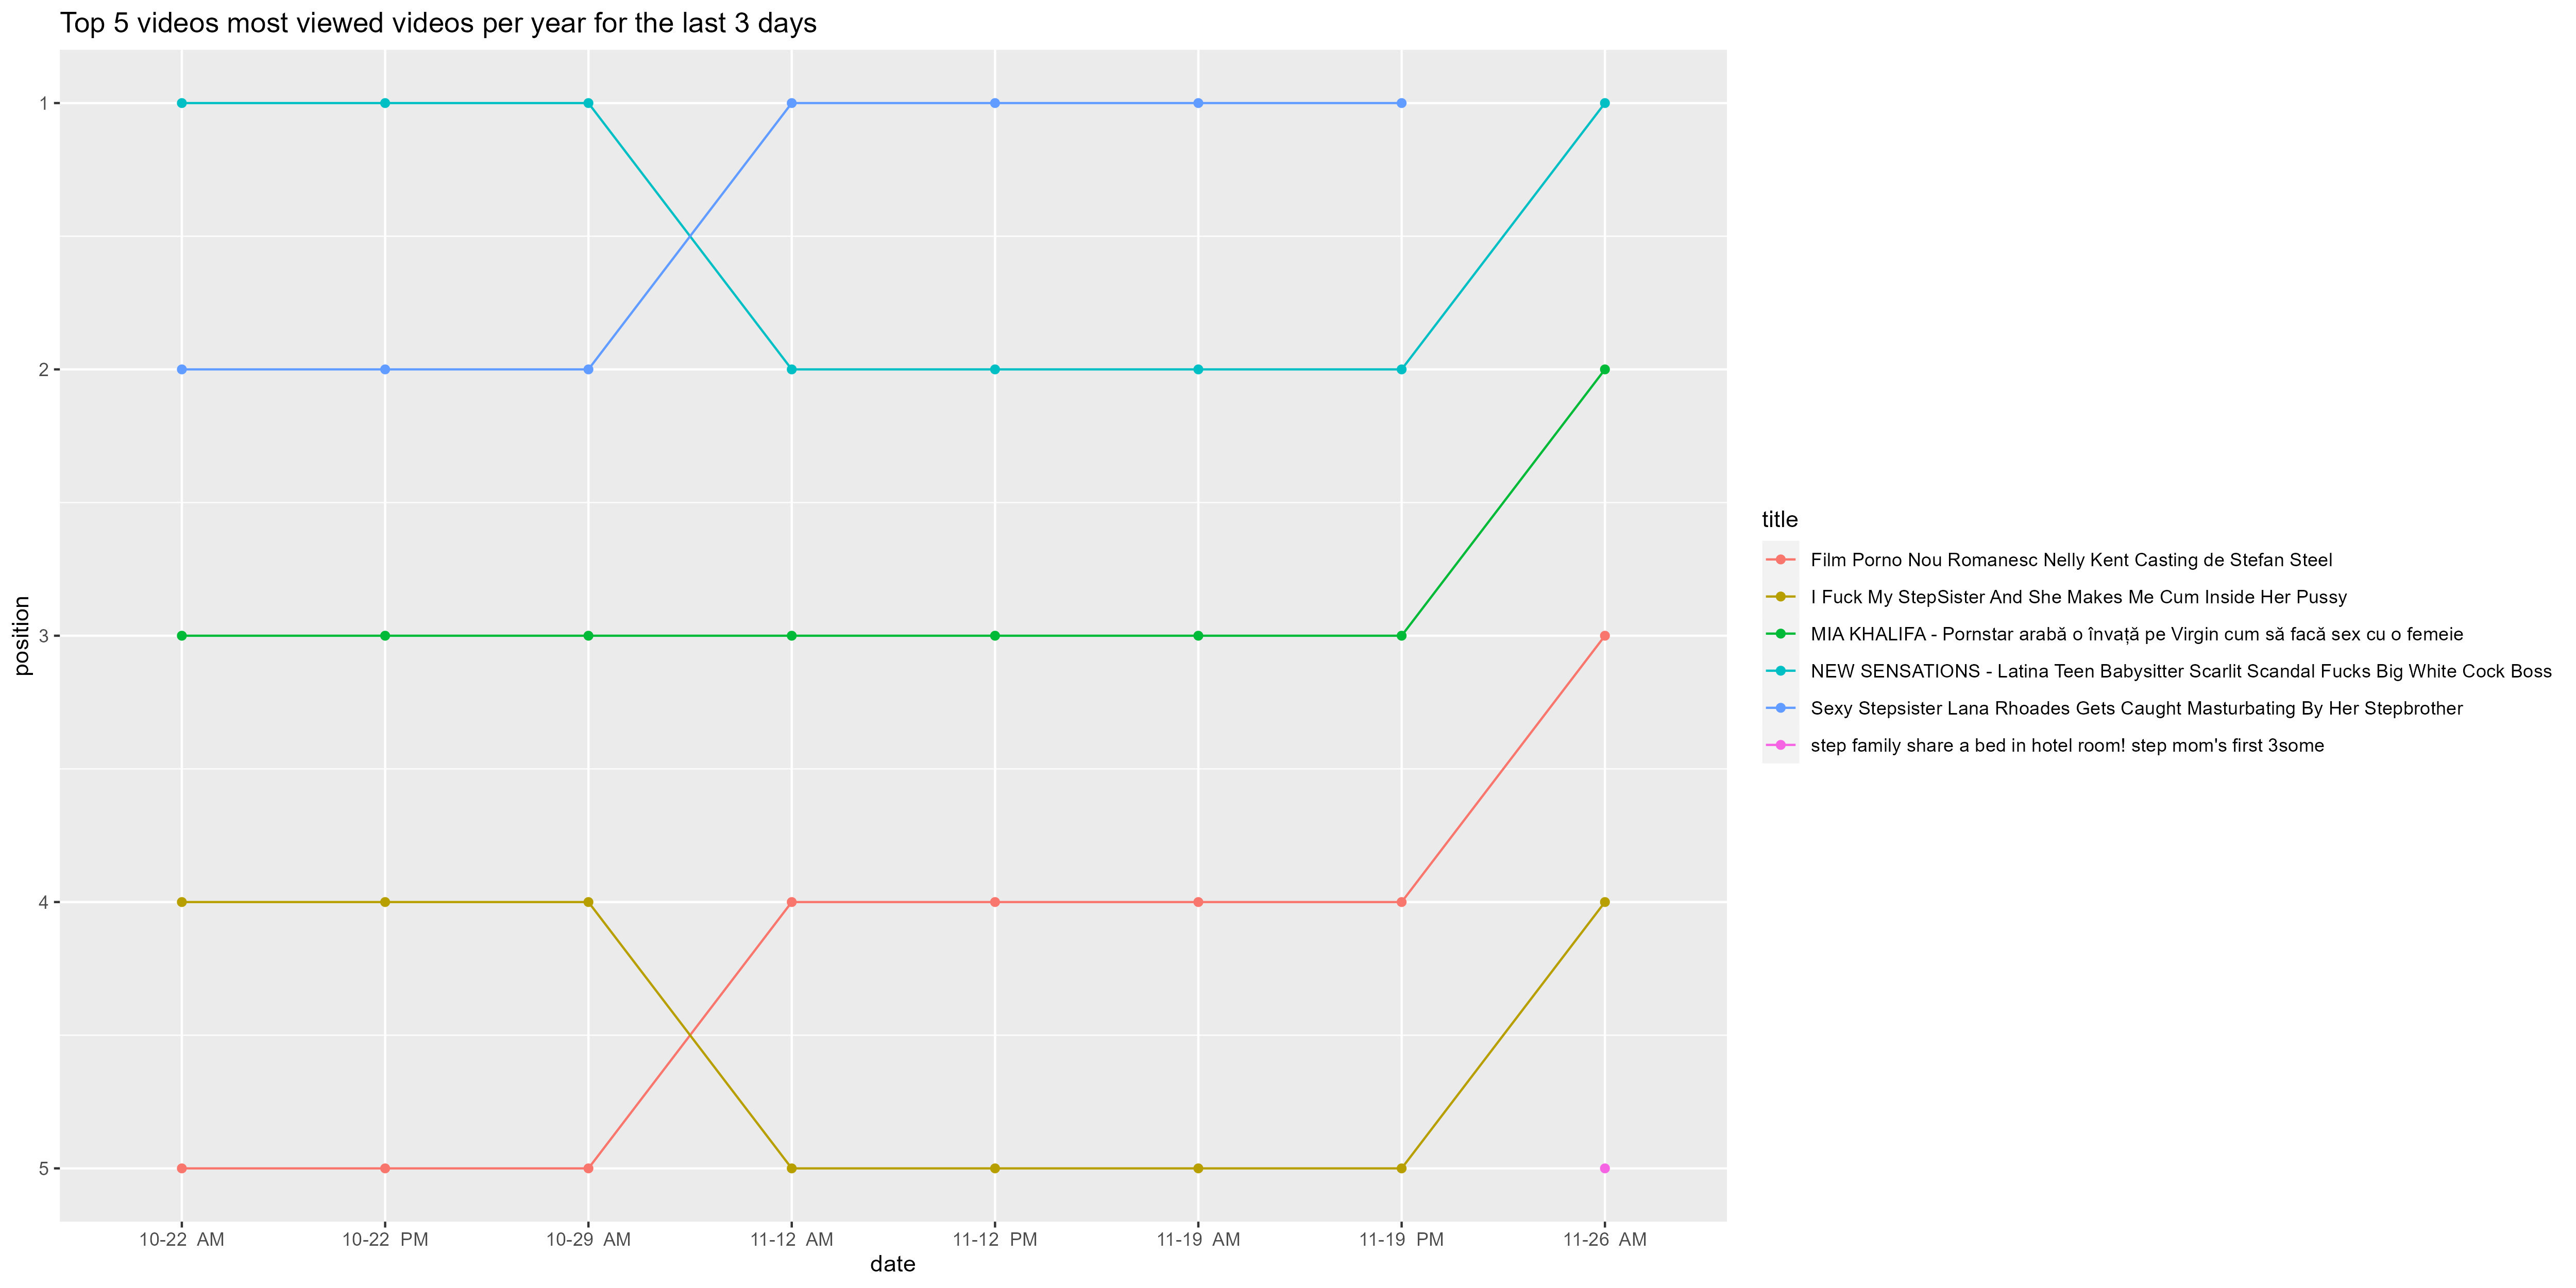 Top 5 videos most viewed videos per year for the last 3 days
position
1
2
3
4
5
10-22 AM
10-22 PM
10-29 AM
11-12 AM
11-12 PM
11-19 AM
11-19 PM
11-26 AM
date
title
Film Porno Nou Romanesc Nelly Kent Casting de Stefan Steel
I Fuck My StepSister And She Makes Me Cum Inside Her Pussy
MIA KHALIFA - Pornstar arabă o învață pe Virgin cum să facă sex cu o femeie
NEW SENSATIONS - Latina Teen Babysitter Scarlit Scandal Fucks Big White Cock Boss
Sexy Stepsister Lana Rhoades Gets Caught Masturbating By Her Stepbrother
step family share a bed in hotel room! step mom's first 3some